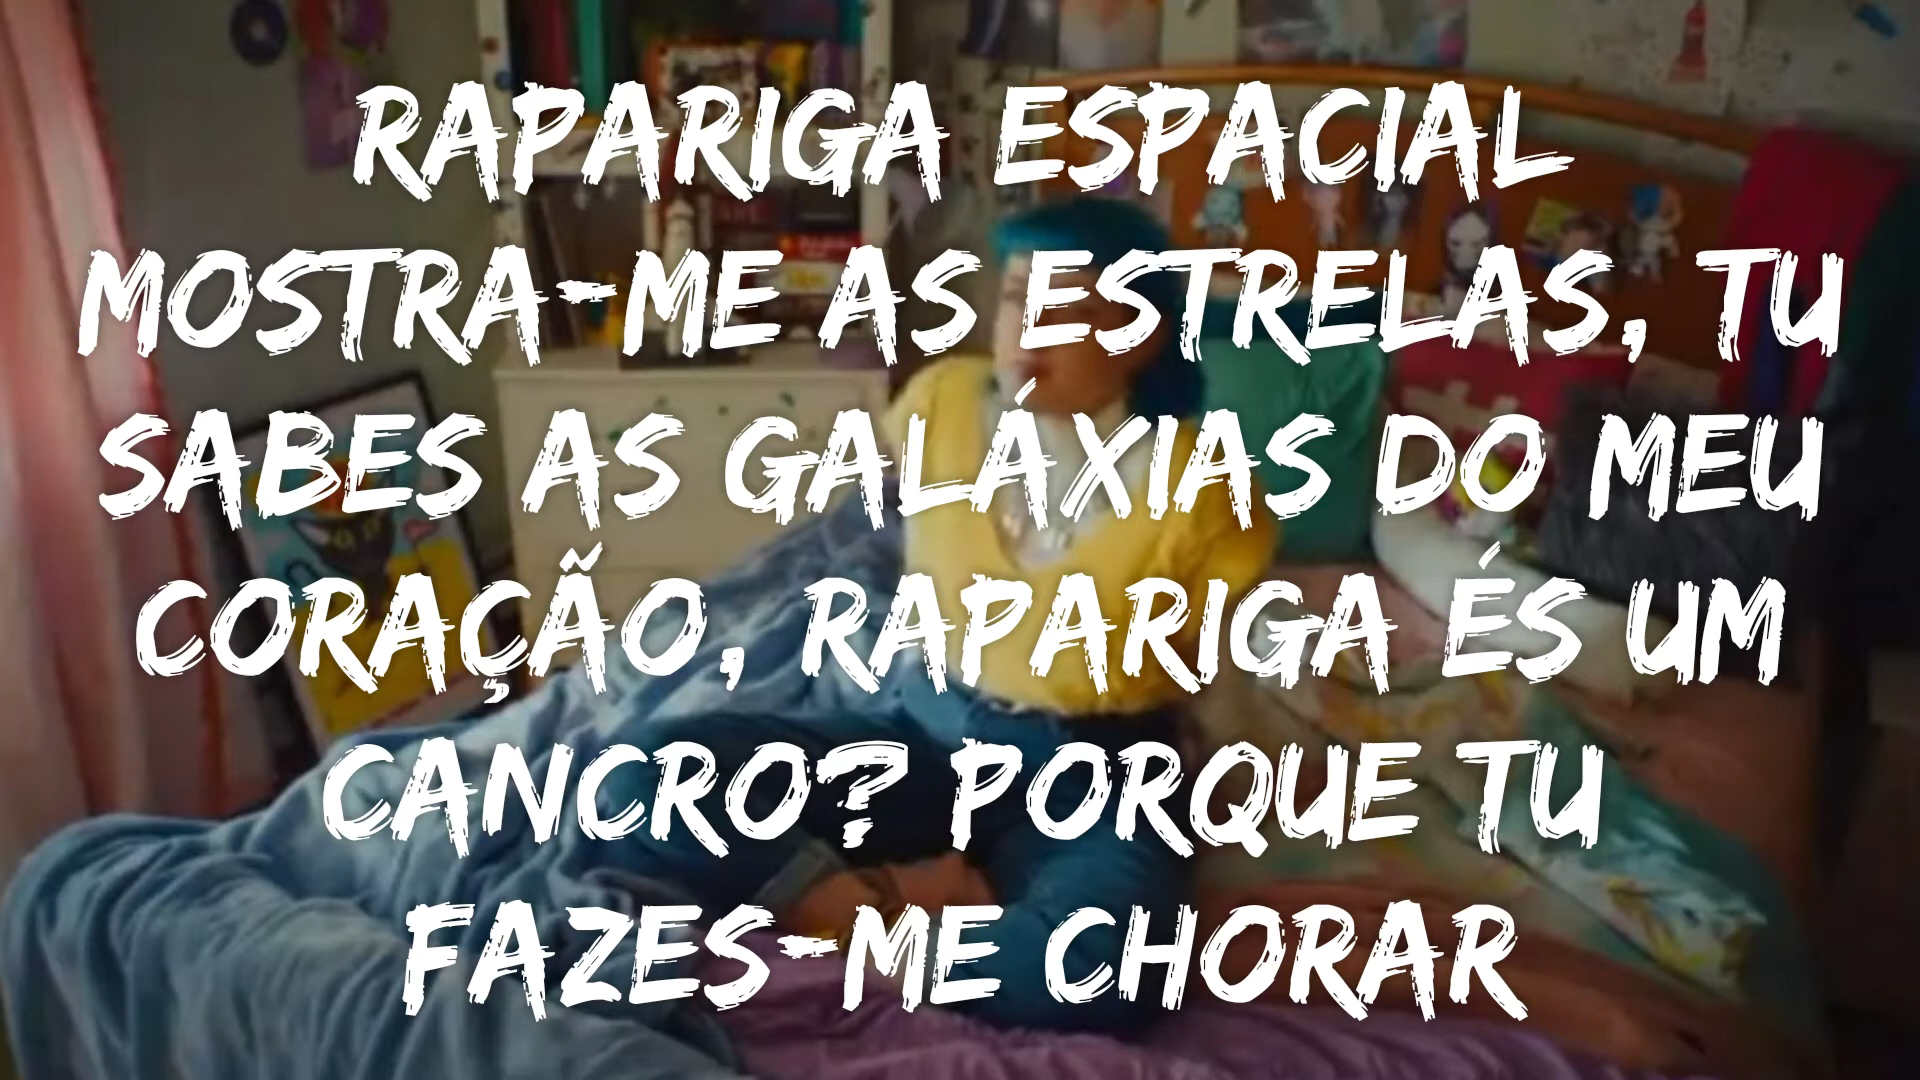 RAPARIGA ESPACIAL
MOSTRA-ME AS ESTRELAS, TU
SABES AS GALÁXIAS DO MEU
CORAÇÃO, RAPARIGA ÉS UM
CANCRO? PORQUE TU
FAZES-ME CHORAR